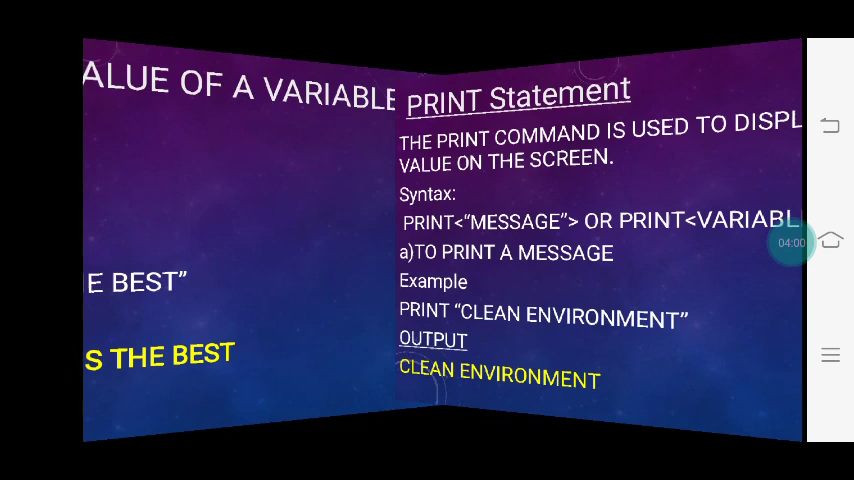 ALUE OF A VARIABLE
E BEST”
S THE BEST
PRINT Statement
THE PRINT COMMAND IS USED TO DISPL
VALUE ON THE SCREEN.
Syntax:
PRINT<“MESSAGE”> OR PRINT<VARIABL
a)TO PRINT A MESSAGE
Example
PRINT “CLEAN ENVIRONMENT”
OUTPUT
CLEAN ENVIRONMENT
04:00